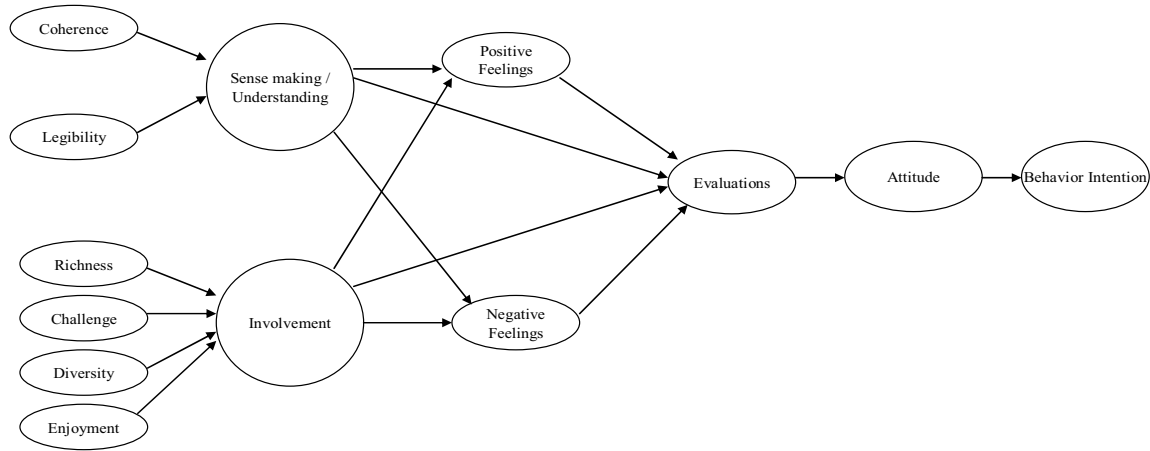 Coherence
Legibility
Sense making /
Understanding
Positive
Feelings
Evaluations
Attitude
Behavior Intention
Richness
Challenge
Diversity
Enjoyment
Involvement
Negative
Feelings